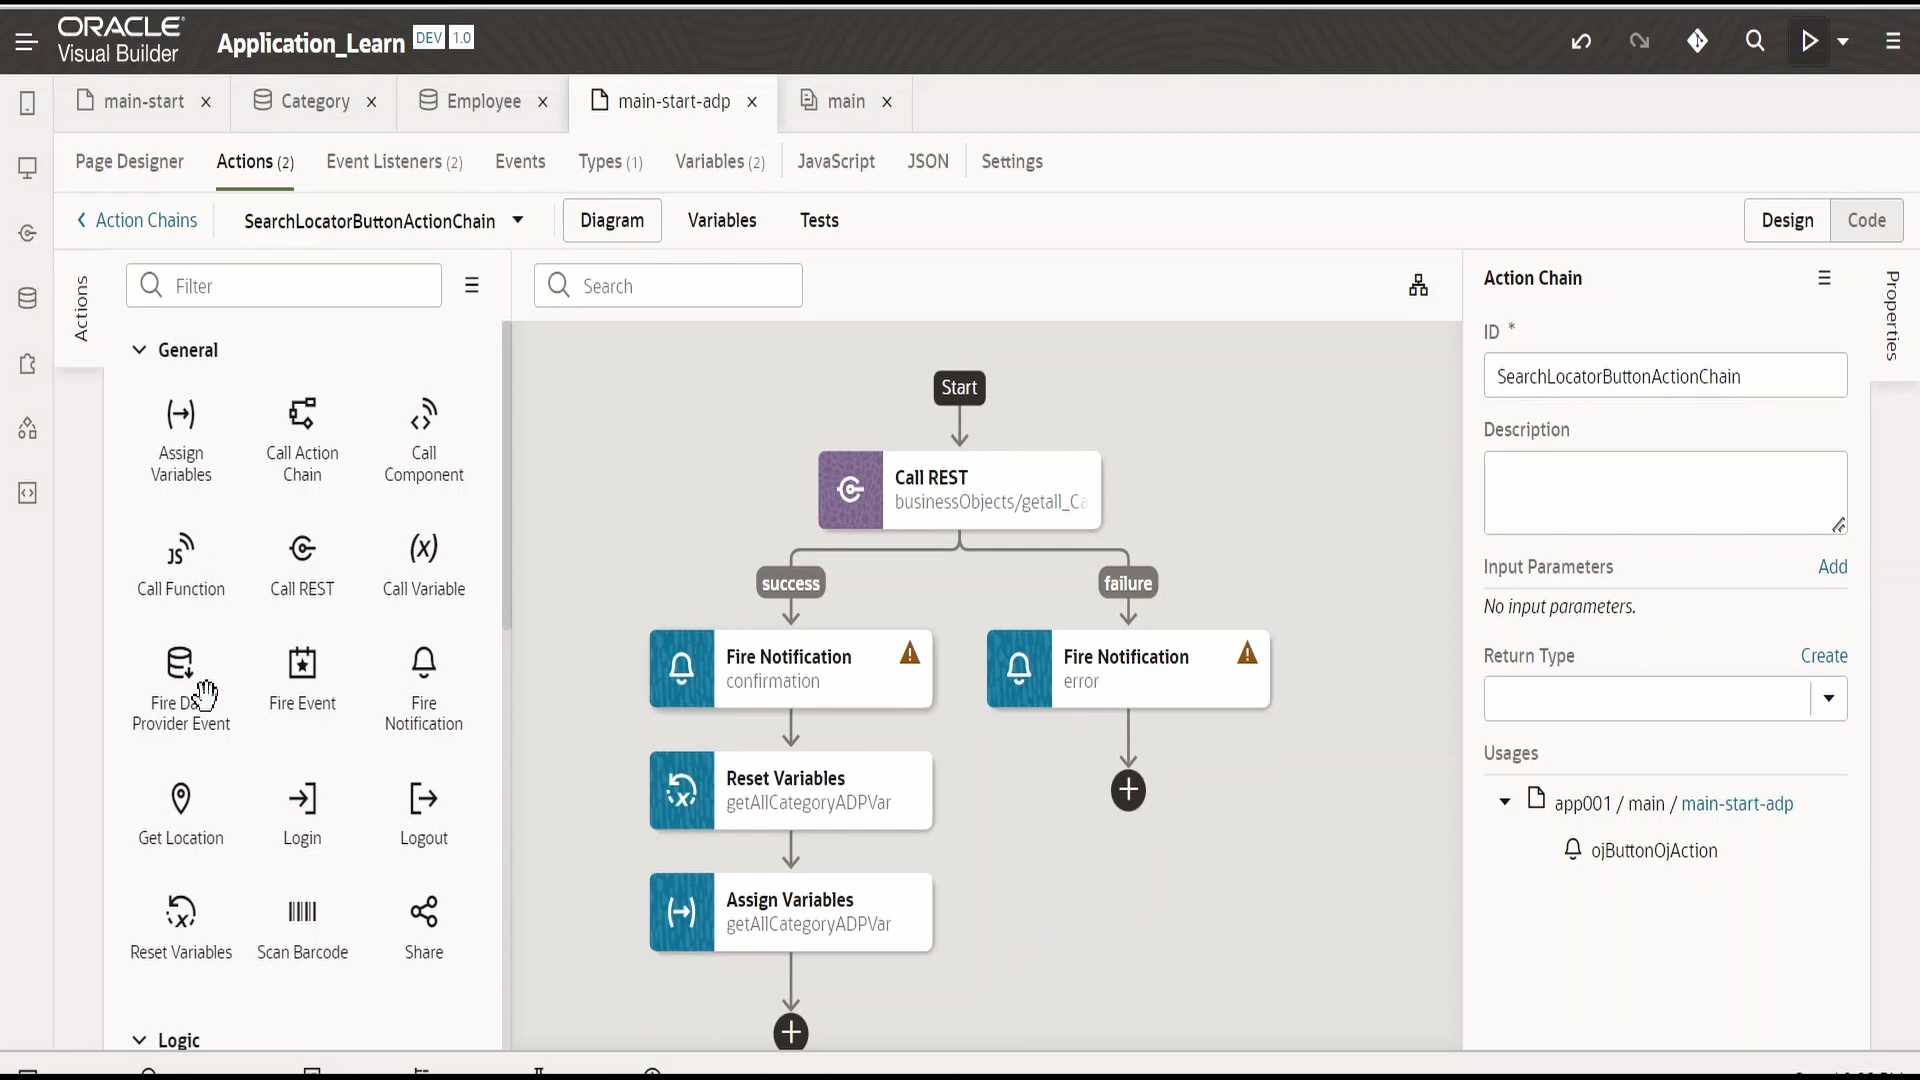 ORACLE
Visual Builder
Application_Learn DEV 1.0
main-start
Category
Employee
main-start-adp
main
Page Designer
Actions (2)
Event Listeners (2)
Events
Types (1)
Variables (2)
JavaScript
JSON
Settings
Action Chains
SearchLocatorButtonActionChain
Diagram
Variables
Tests
Design
Code
Actions
Filter
General
Assign
Variables
Call Action
Chain
Call
Component
Call Function
Call REST
Call Variable
Fire
Provider Event
Fire Event
Fire
Notification
Get Location
Login
Logout
Reset Variables
Scan Barcode
Share
Logic
Search
Start
Call REST
businessObjects/getall_Ca
success
failure
Fire Notification
confirmation
Fire Notification
error
Reset Variables
getAllCategoryADPVar
Assign Variables
getAllCategoryADPVar
Action Chain
ID *
SearchLocatorButtonActionChain
Description
Input Parameters
Add
No input parameters.
Return Type
Create
Usages
app001 / main / main-start-adp
ojButtonOjAction
Properties